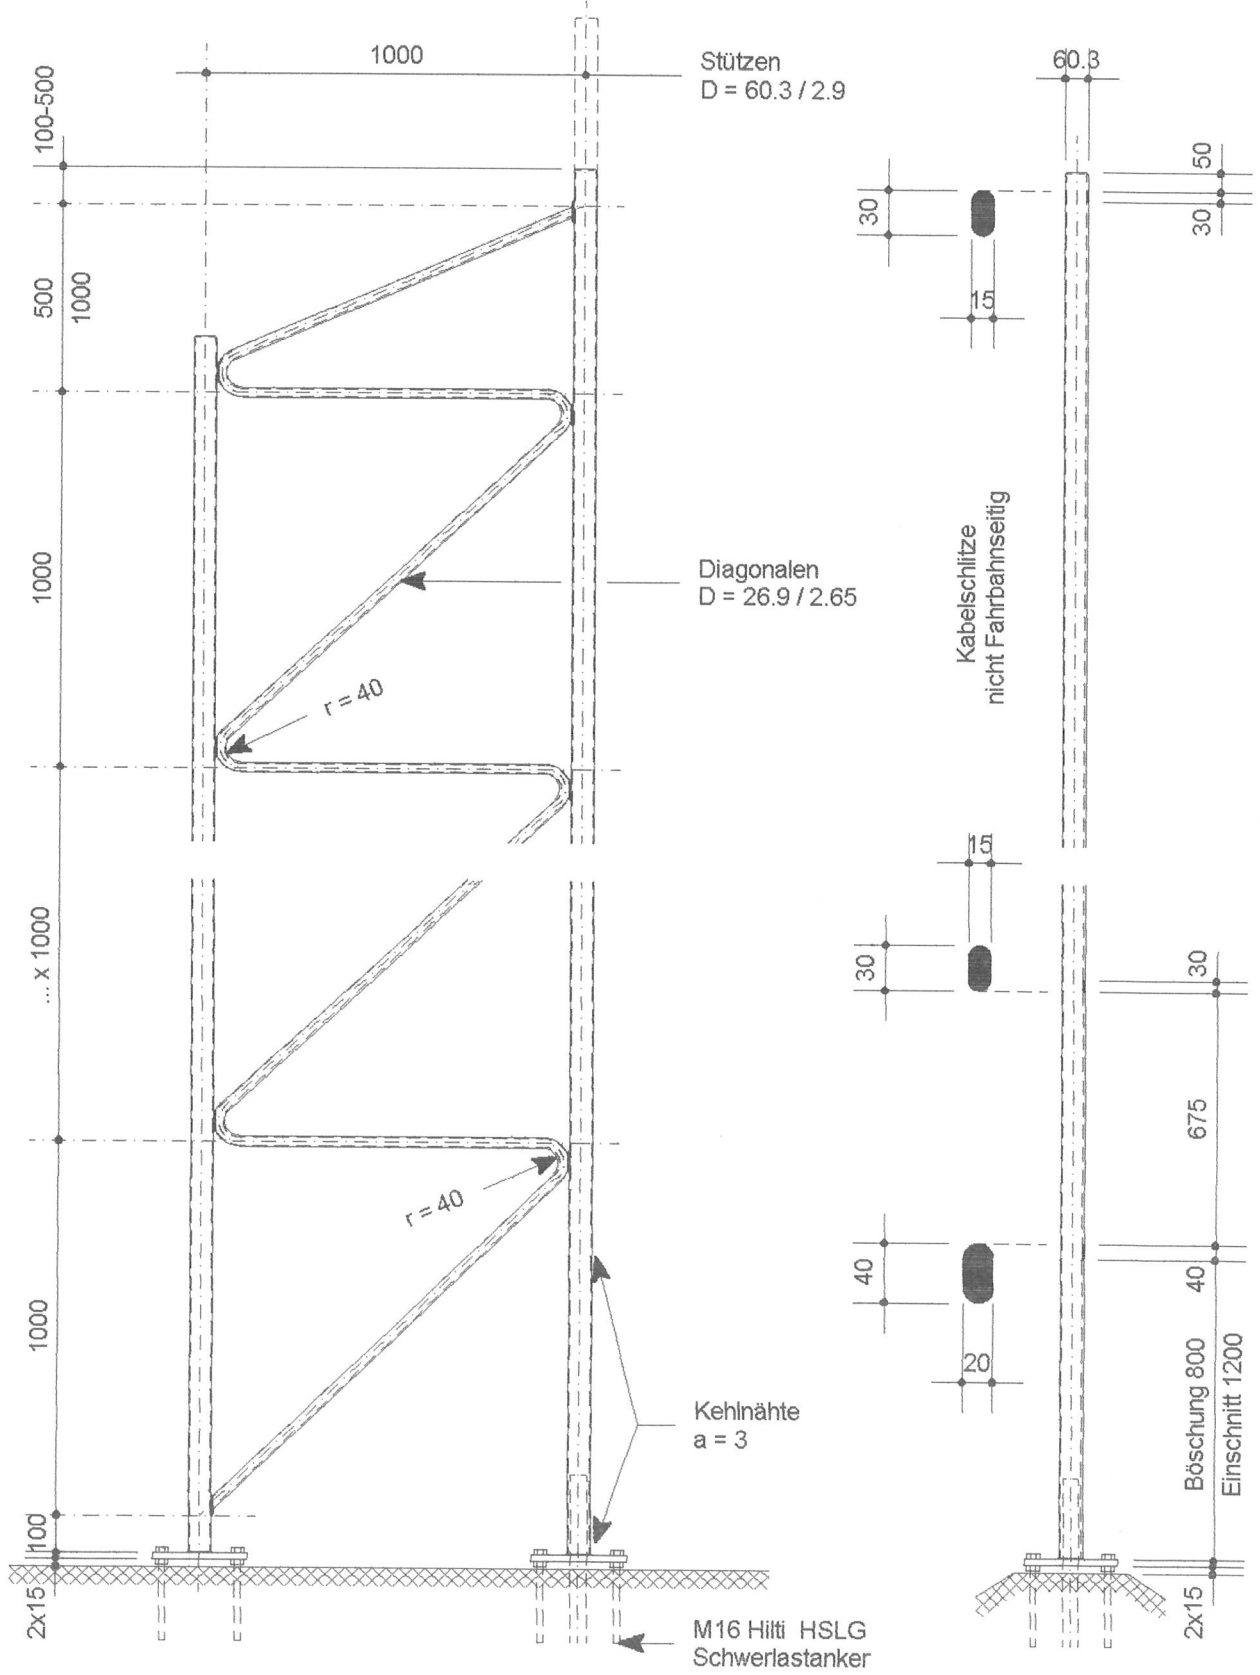 1000
Stützen
D = 60.3 / 2.9
60.3
100-500
50
30
30
15
500
1000
1000
Diagonalen
D = 26.9 / 2.65
Kabelschlitze
nicht Fahrbahnseitig
r = 40
15
... x 1000
30
30
675
r = 40
40
40
1000
20
Kehlnähte
a = 3
Böschung 800
Einschnitt 1200
100
2x15
M16 Hilti HSLG
Schwerlastanker
2x15